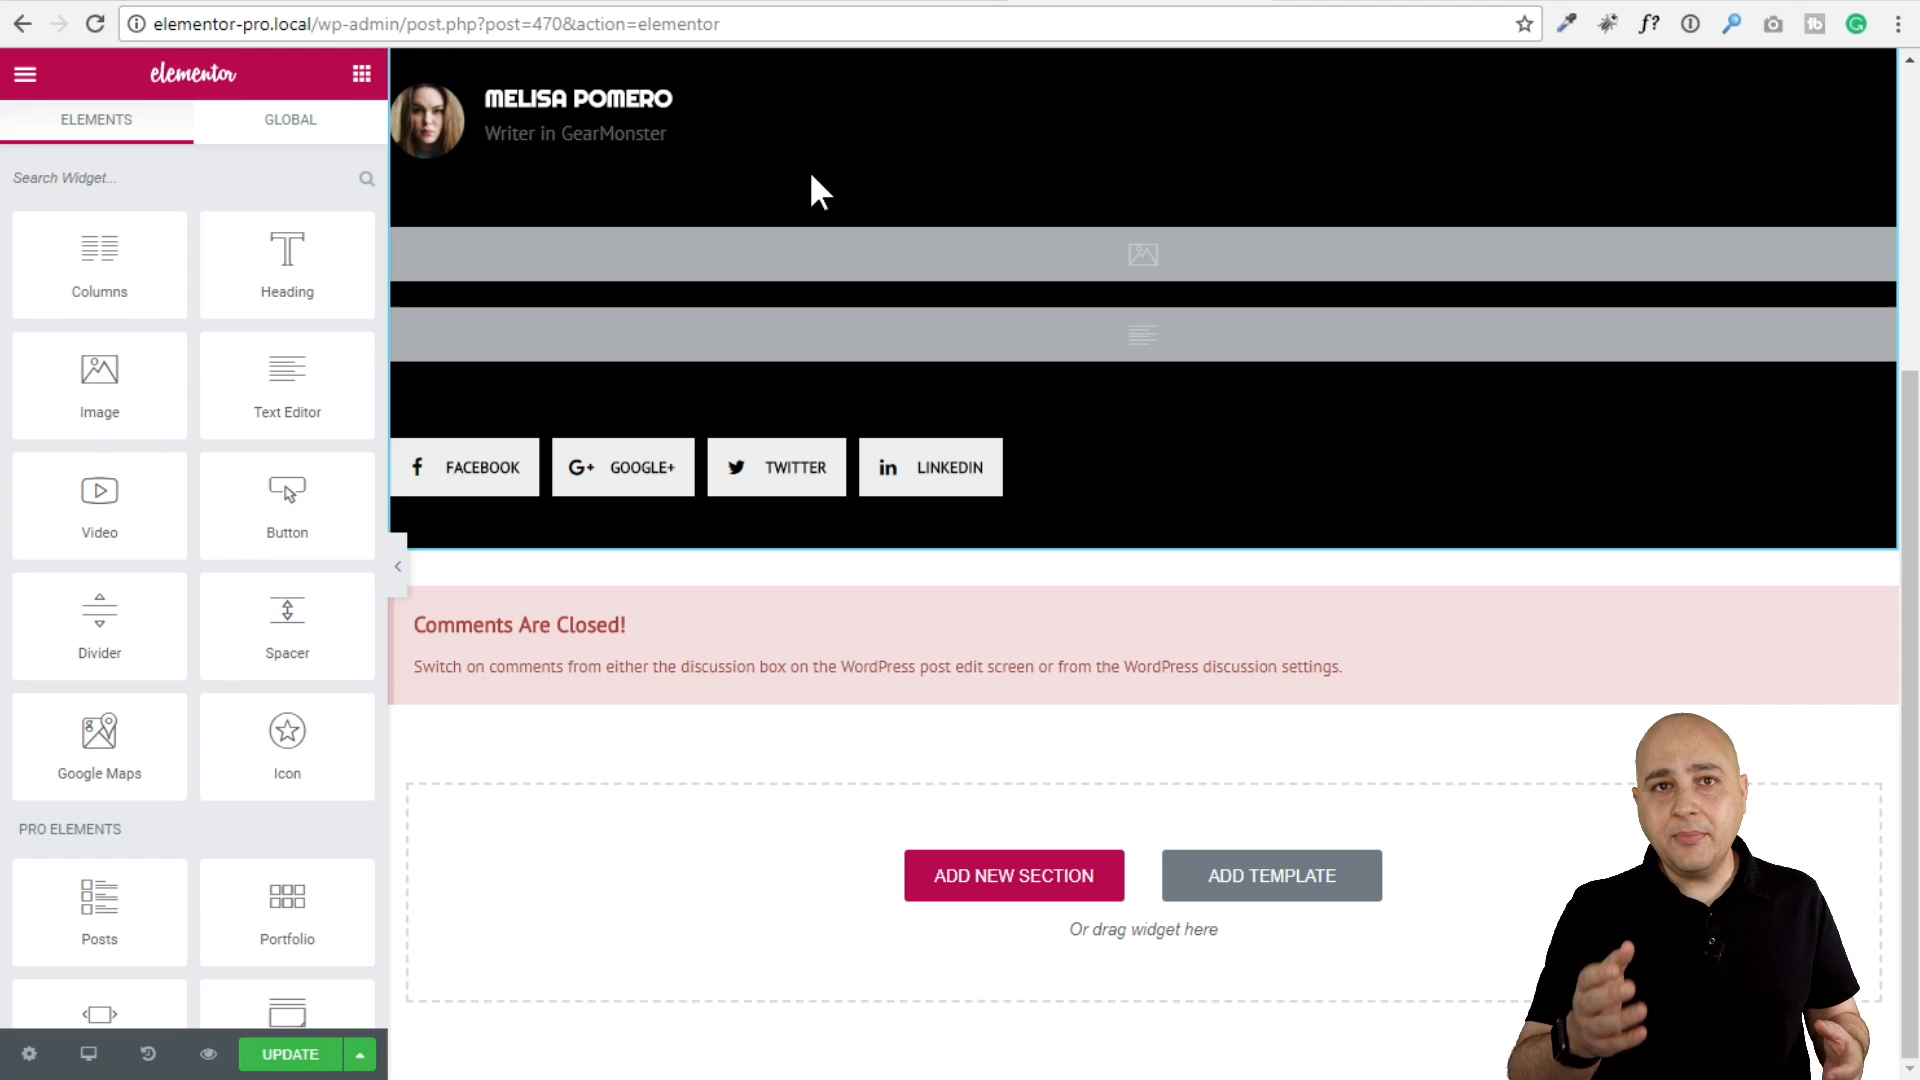 elementor-pro.local/wp-admin/post.php?post=470&action=elementor
f?
elementor
ELEMENTS
GLOBAL
Search Widget...
Columns
Heading
Image
Text Editor
Video
Button
Divider
Spacer
Google Maps
Icon
PRO ELEMENTS
Posts
Portfolio
UPDATE
MELISA POMERO
Writer in GearMonster
FACEBOOK
G+ GOOGLE+
TWITTER
in LINKEDIN
Comments Are Closed!
Switch on comments from either the discussion box on the WordPress post edit screen or from the WordPress discussion settings.
ADD NEW SECTION
ADD TEMPLATE
Or drag widget here